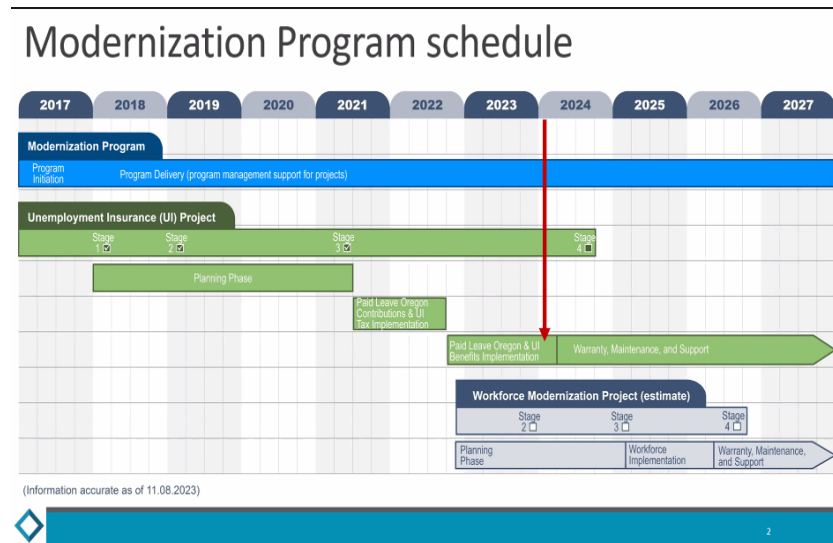 Modernization Program schedule
2017 2018 2019 2020 2021 2022 2023 2024 2025 2026 2027
Modernization Program
Program
Initiation
Program Delivery (program management support for projects)
Unemployment Insurance (UI) Project
Stage
1
Stage
2
Stage
3
Stage
4
Planning Phase
Paid Leave Oregon
Contributions & UI
Tax Implementation
Paid Leave Oregon & UI
Benefits Implementation
Warranty, Maintenance, and Support
Workforce Modernization Project (estimate)
Stage
2
Stage
3
Stage
4
Planning
Phase
Workforce
Implementation
Warranty, Maintenance,
and Support
(Information accurate as of 11.08.2023)
2